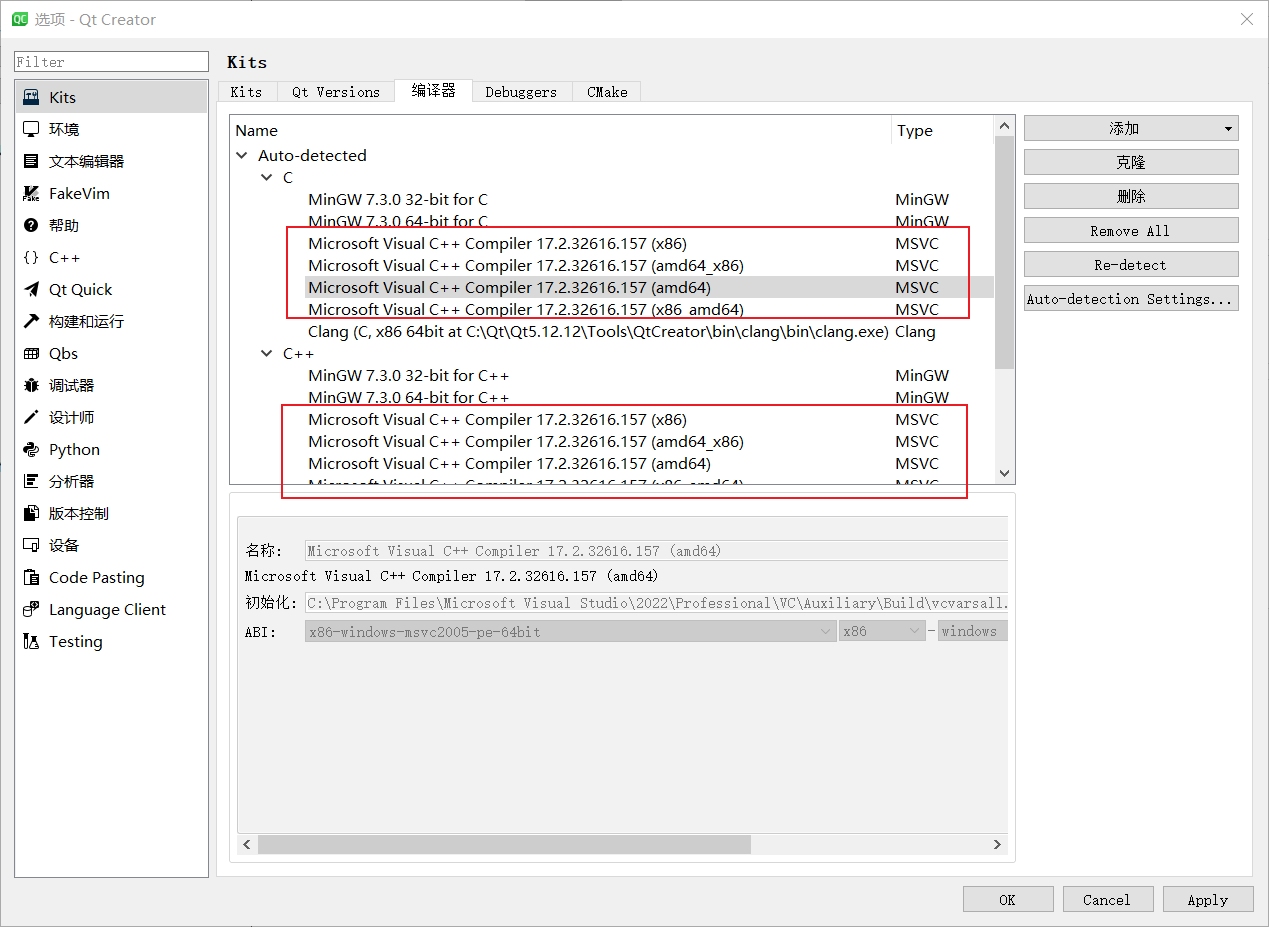 选项 - Qt Creator
Filter
Kits
环境
文本编辑器
FakeVim
帮助
C++
Qt Quick
构建和运行
Qbs
调试器
设计师
Python
分析器
版本控制
设备
Code Pasting
Language Client
Testing
Kits
Kits Qt Versions 编译器 Debuggers CMake
Name Type
Auto-detected
C
MinGW 7.3.0 32-bit for C MinGW
MinGW 7.3.0 64-bit for C MinGW
Microsoft Visual C++ Compiler 17.2.32616.157 (x86) MSVC
Microsoft Visual C++ Compiler 17.2.32616.157 (amd64_x86) MSVC
Microsoft Visual C++ Compiler 17.2.32616.157 (amd64) MSVC
Microsoft Visual C++ Compiler 17.2.32616.157 (x86_amd64) MSVC
Clang (C, x86 64bit at C:\Qt\Qt5.12.12\Tools\QtCreator\bin\clang\bin\clang.exe) Clang
C++
MinGW 7.3.0 32-bit for C++ MinGW
MinGW 7.3.0 64-bit for C++ MinGW
Microsoft Visual C++ Compiler 17.2.32616.157 (x86) MSVC
Microsoft Visual C++ Compiler 17.2.32616.157 (amd64_x86) MSVC
Microsoft Visual C++ Compiler 17.2.32616.157 (amd64) MSVC
Microsoft Visual C++ Compiler 17.2.32616.157 (x86_amd64) MSVC
添加
克隆
删除
Remove All
Re-detect
Auto-detection Settings...
名称: Microsoft Visual C++ Compiler 17.2.32616.157 (amd64)
Microsoft Visual C++ Compiler 17.2.32616.157 (amd64)
初始化: C:\Program Files\Microsoft Visual Studio\2022\Professional\VC\Auxiliary\Build\vcvarsall.
ABI: x86-windows-msvc2005-pe-64bit x86 - windows
OK Cancel Apply